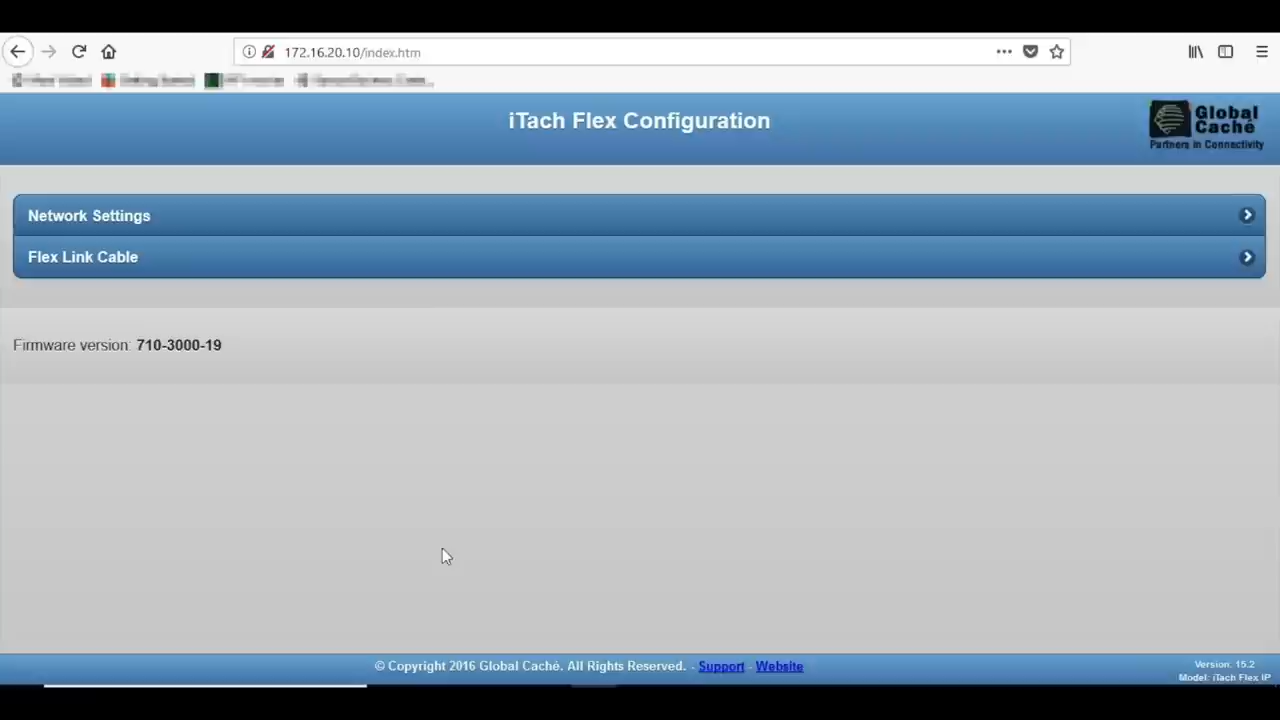 172.16.20.10/index.htm
iTach Flex Configuration
Global
Caché
Partners in Connectivity
Network Settings
Flex Link Cable
Firmware version: 710-3000-19
© Copyright 2016 Global Caché. All Rights Reserved. - Support - Website
Version: 15.2
Model: iTach Flex IP